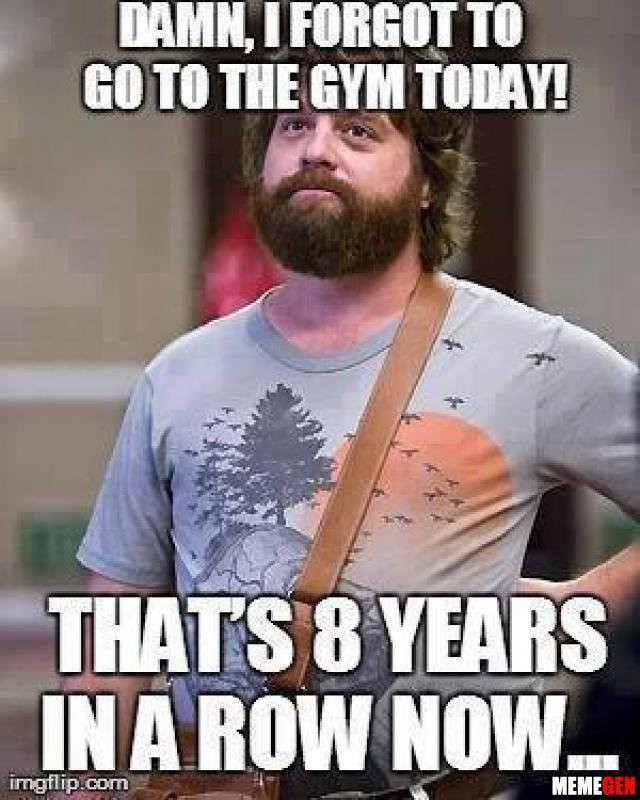 DAMN, I FORGOT TO
GO TO THE GYM TODAY!
THAT'S 8 YEARS
IN A ROW NOW...
imgflip.com
MEMEGEN